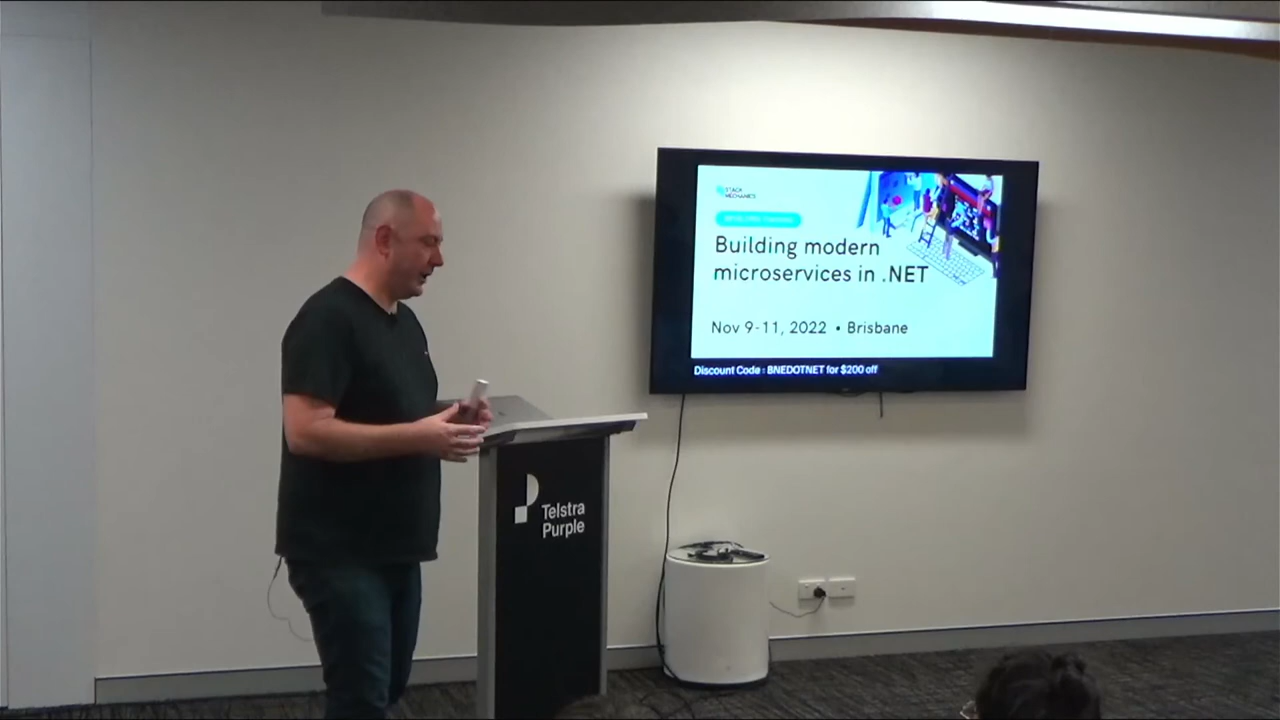 STACK
MECHANICS
Building modern
microservices in .NET
Nov 9-11, 2022 • Brisbane
Discount Code : BNEDOTNET for $200 off
Telstra
Purple